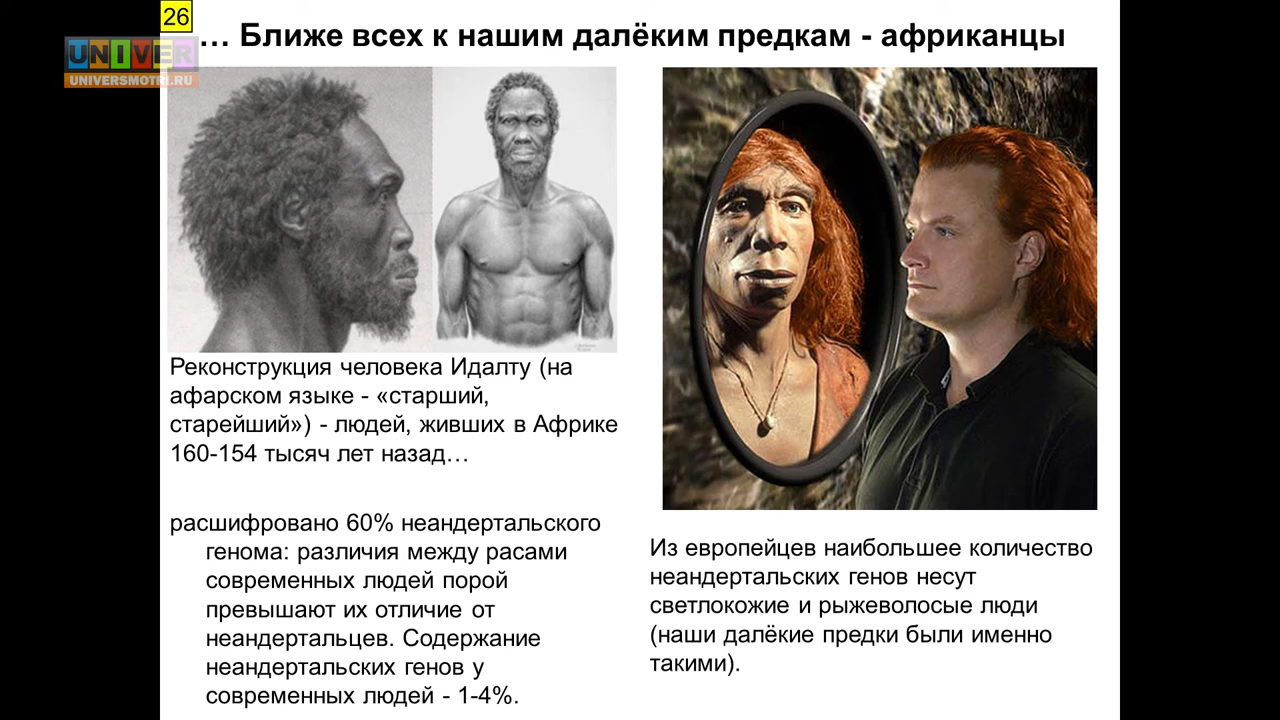 26
… Ближе всех к нашим далёким предкам - африканцы
UNIVER
UNIVERSMOTRI.RU
Реконструкция человека Идалту (на
афарском языке - «старший,
старейший») - людей, живших в Африке
160-154 тысяч лет назад…
расшифровано 60% неандертальского
генома: различия между расами
современных людей порой
превышают их отличие от
неандертальцев. Содержание
неандертальских генов у
современных людей - 1-4%.
Из европейцев наибольшее количество
неандертальских генов несут
светлокожие и рыжеволосые люди
(наши далёкие предки были именно
такими).